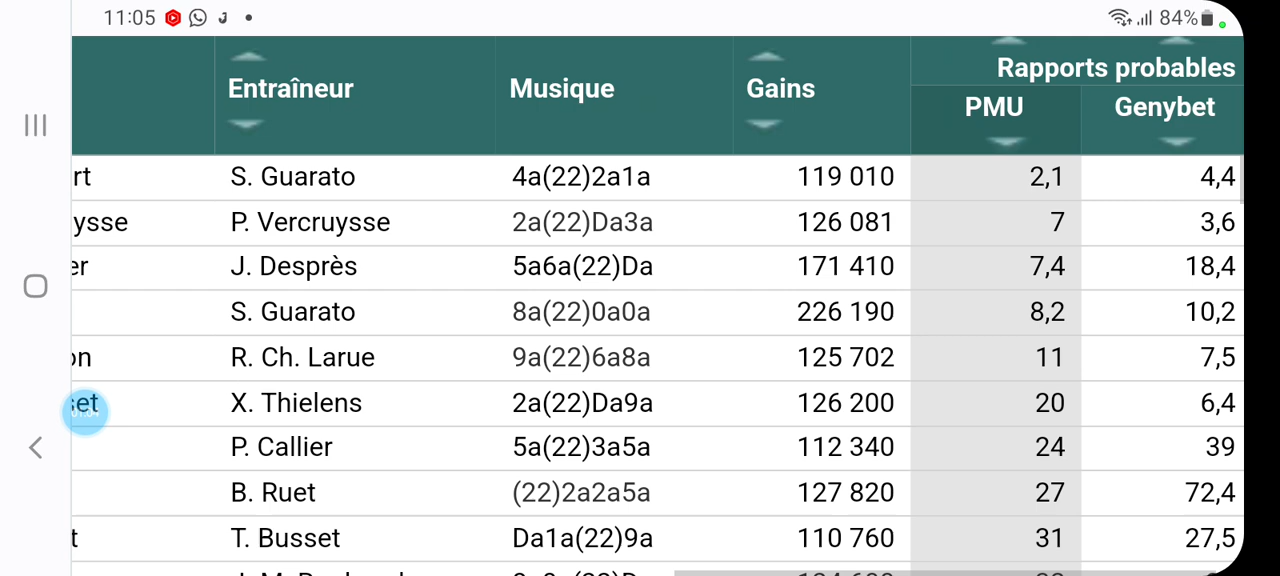 11:05 84%
Rapports probables
Entraîneur Musique Gains PMU Genybet
rt S. Guarato 4a(22)2a1a 119 010 2,1 4,4
ysse P. Vercruysse 2a(22)Da3a 126 081 7 3,6
er J. Desprès 5a6a(22)Da 171 410 7,4 18,4
S. Guarato 8a(22)0a0a 226 190 8,2 10,2
on R. Ch. Larue 9a(22)6a8a 125 702 11 7,5
set X. Thielens 2a(22)Da9a 126 200 20 6,4
01:04
P. Callier 5a(22)3a5a 112 340 24 39
B. Ruet (22)2a2a5a 127 820 27 72,4
t T. Busset Da1a(22)9a 110 760 31 27,5